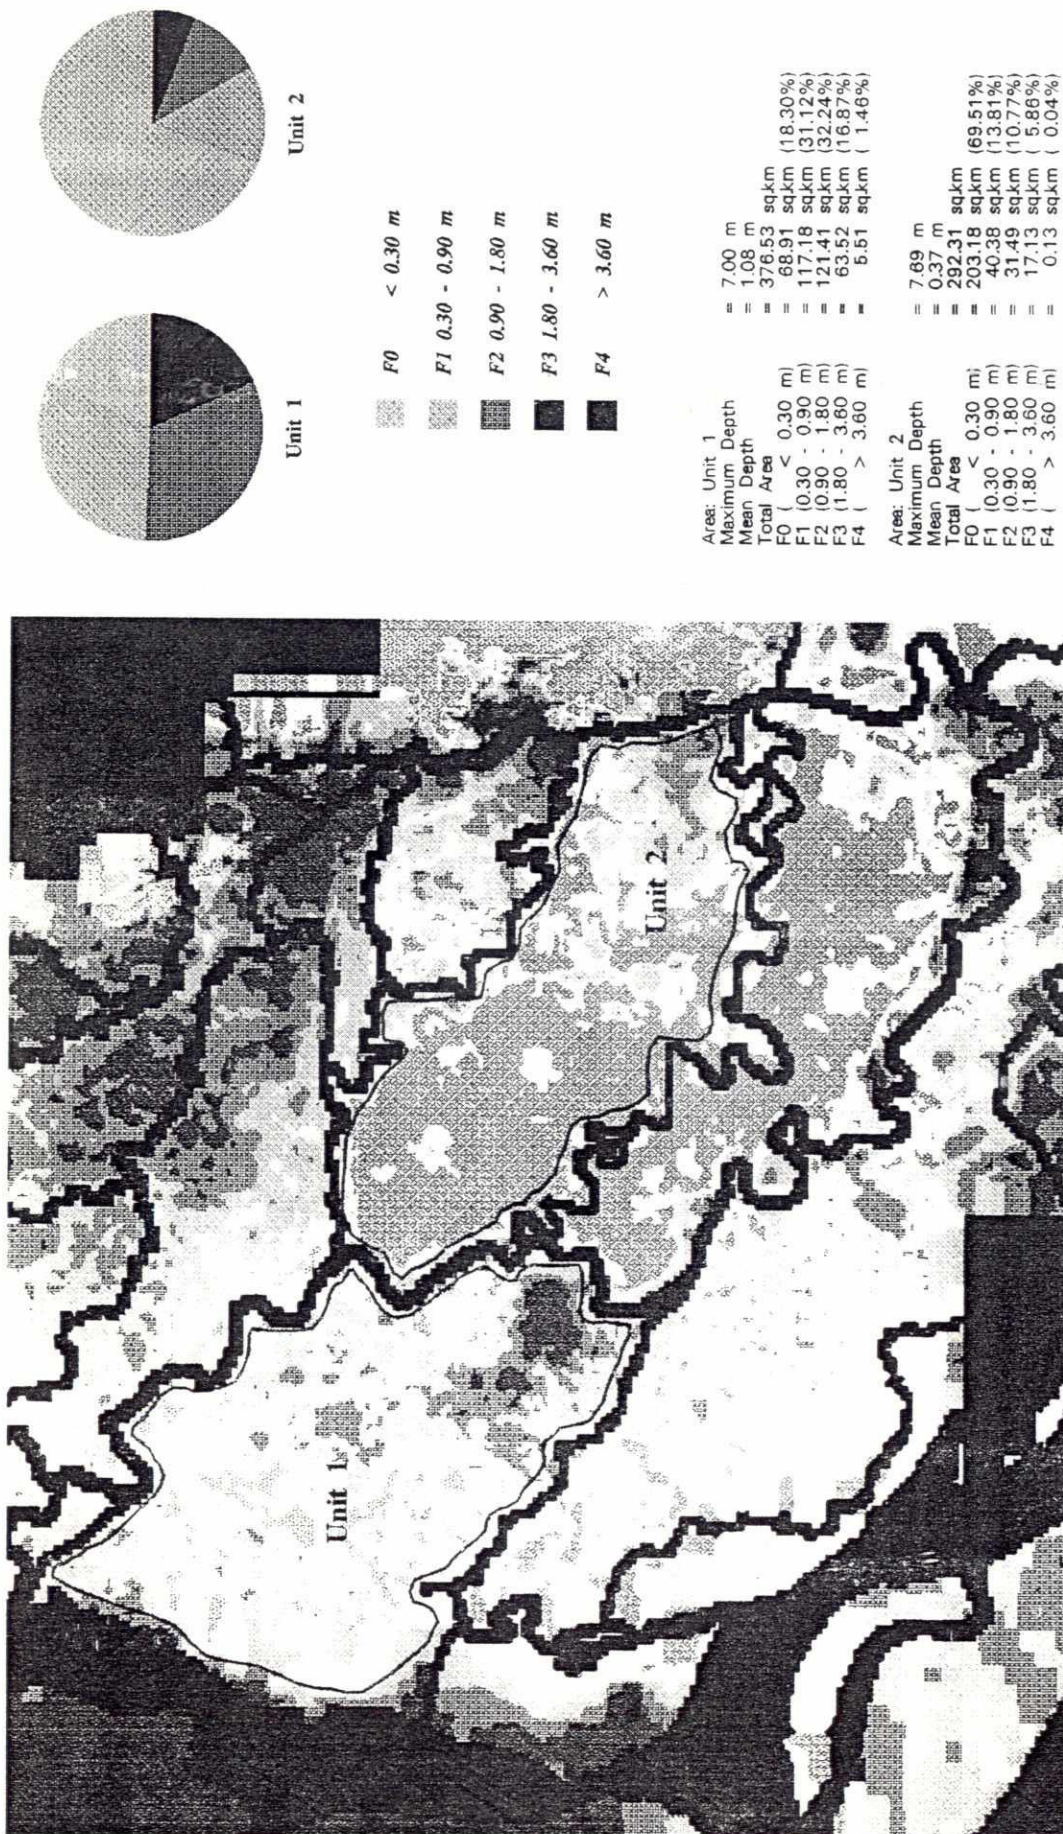 Unit 1
Unit 2
F0 < 0.30 m
F1 0.30 - 0.90 m
F2 0.90 - 1.80 m
F3 1.80 - 3.60 m
F4 > 3.60 m
Area: Unit 1
Maximum Depth = 7.00 m
Mean Depth = 1.08 m
Total Area = 376.53 sq.km
F0 ( < 0.30 m) = 68.91 sq.km (18.30%)
F1 (0.30 - 0.90 m) = 117.18 sq.km (31.12%)
F2 (0.90 - 1.80 m) = 121.41 sq.km (32.24%)
F3 (1.80 - 3.60 m) = 63.52 sq.km (16.87%)
F4 ( > 3.60 m) = 5.51 sq.km ( 1.46%)
Area: Unit 2
Maximum Depth = 7.69 m
Mean Depth = 0.37 m
Total Area = 292.31 sq.km
F0 ( < 0.30 m; = 203.18 sq.km (69.51%)
F1 (0.30 - 0.90 m) = 40.38 sq.km (13.81%)
F2 (0.90 - 1.80 m) = 31.49 sq.km (10.77%)
F3 (1.80 - 3.60 m) = 17.13 sq.km ( 5.86%)
F4 ( > 3.60 m) = 0.13 sq.km ( 0.04%)
Unit 1
Unit 2